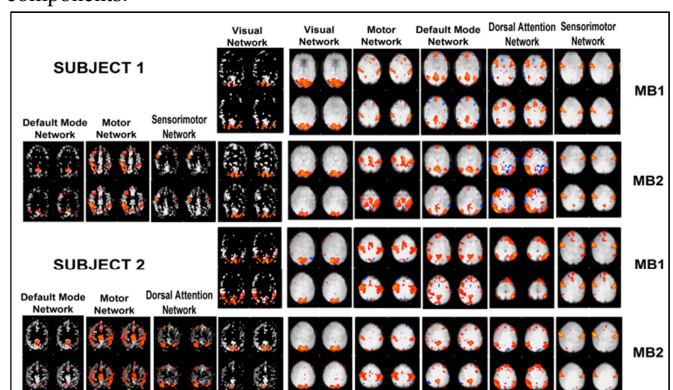 components.
Visual Network
Visual Network
Motor Network
Default Mode Network
Dorsal Attention Network
Sensorimotor Network
SUBJECT 1
MB1
Default Mode Network
Motor Network
Sensorimotor Network
MB2
SUBJECT 2
MB1
Default Mode Network
Motor Network
Dorsal Attention Network
MB2